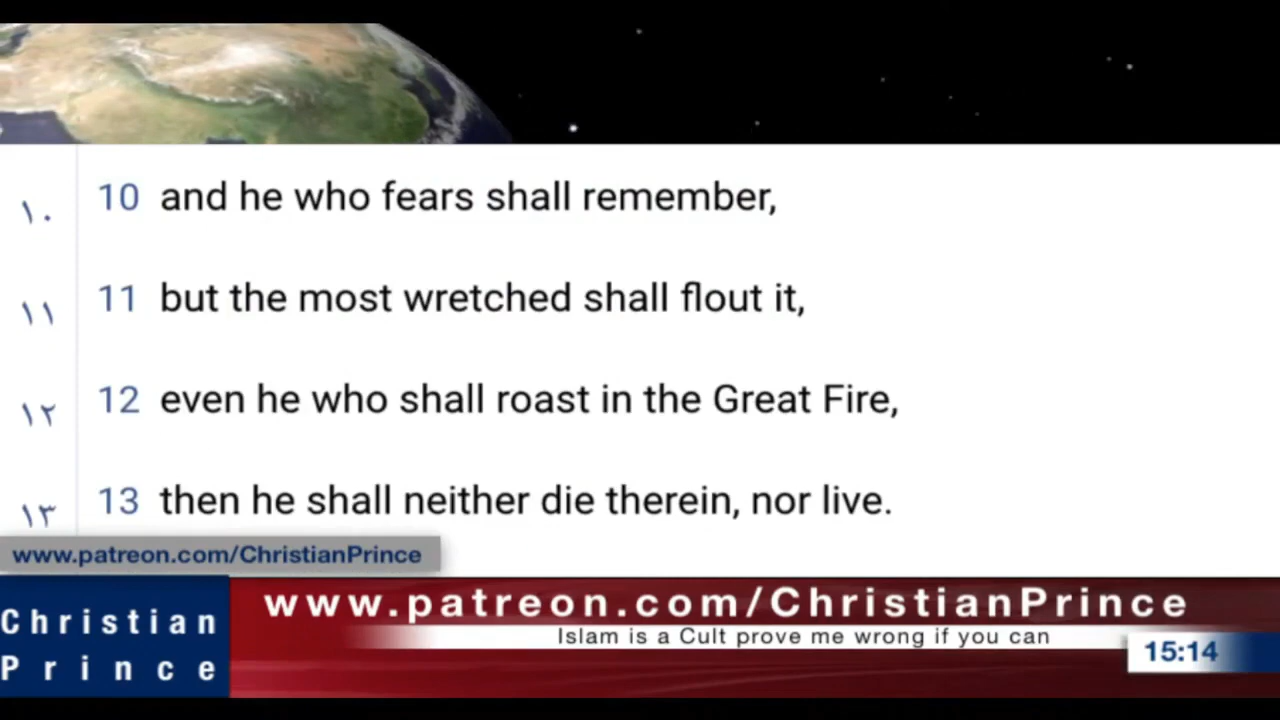 ١٠ 10 and he who fears shall remember,
١١ 11 but the most wretched shall flout it,
١٢ 12 even he who shall roast in the Great Fire,
١٣ 13 then he shall neither die therein, nor live.
www.patreon.com/ChristianPrince
Christian
Prince
www.patreon.com/ChristianPrince
Islam is a Cult prove me wrong if you can
15:14